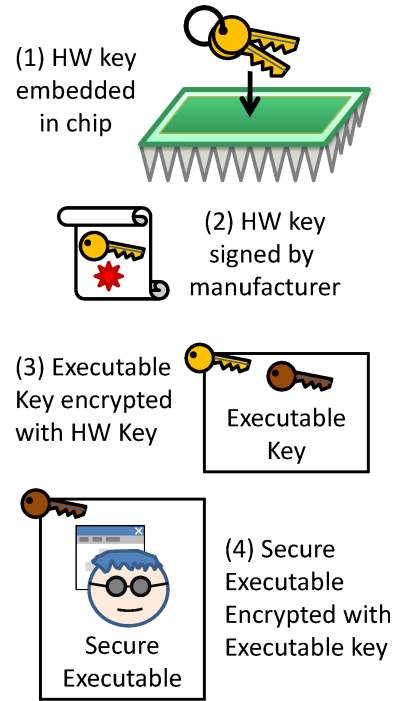 (1) HW key
embedded
in chip
(2) HW key
signed by
manufacturer
(3) Executable
Key encrypted
with HW Key
Executable
Key
(4) Secure
Executable
Encrypted with
Executable key
Secure
Executable